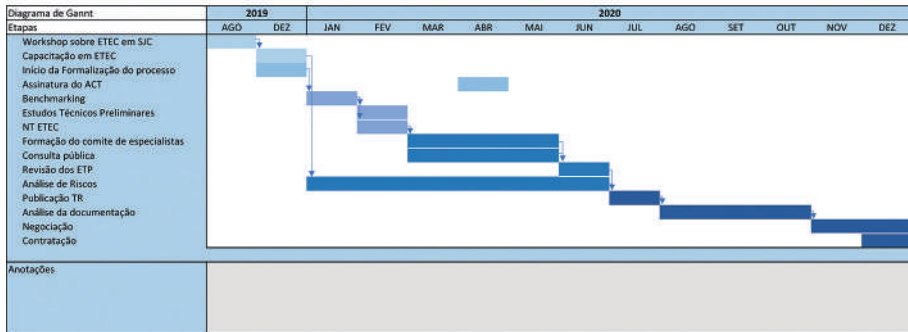 Diagrama de Gannt 2019 2020
Etapas AGO DEZ JAN FEV MAR ABR MAI JUN JUL AGO SET OUT NOV DEZ
Workshop sobre ETEC em SJC
Capacitação em ETEC
Início da Formalização do processo
Assinatura do ACT
Benchmarking
Estudos Técnicos Preliminares
NT ETEC
Formação do comite de especialistas
Consulta pública
Revisão dos ETP
Análise de Riscos
Publicação TR
Análise da documentação
Negociação
Contratação
Anotações